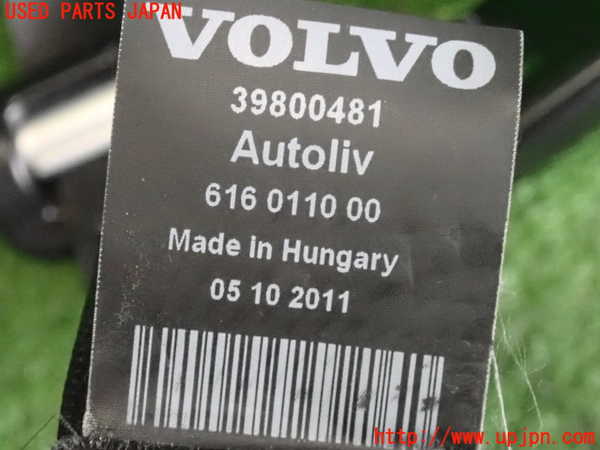 USED PARTS JAPAN
VOLVO
39800481
Autoliv
616 0110 00
Made in Hungary
05 10 2011
(C)UPJ
http://www.upjpn.com/